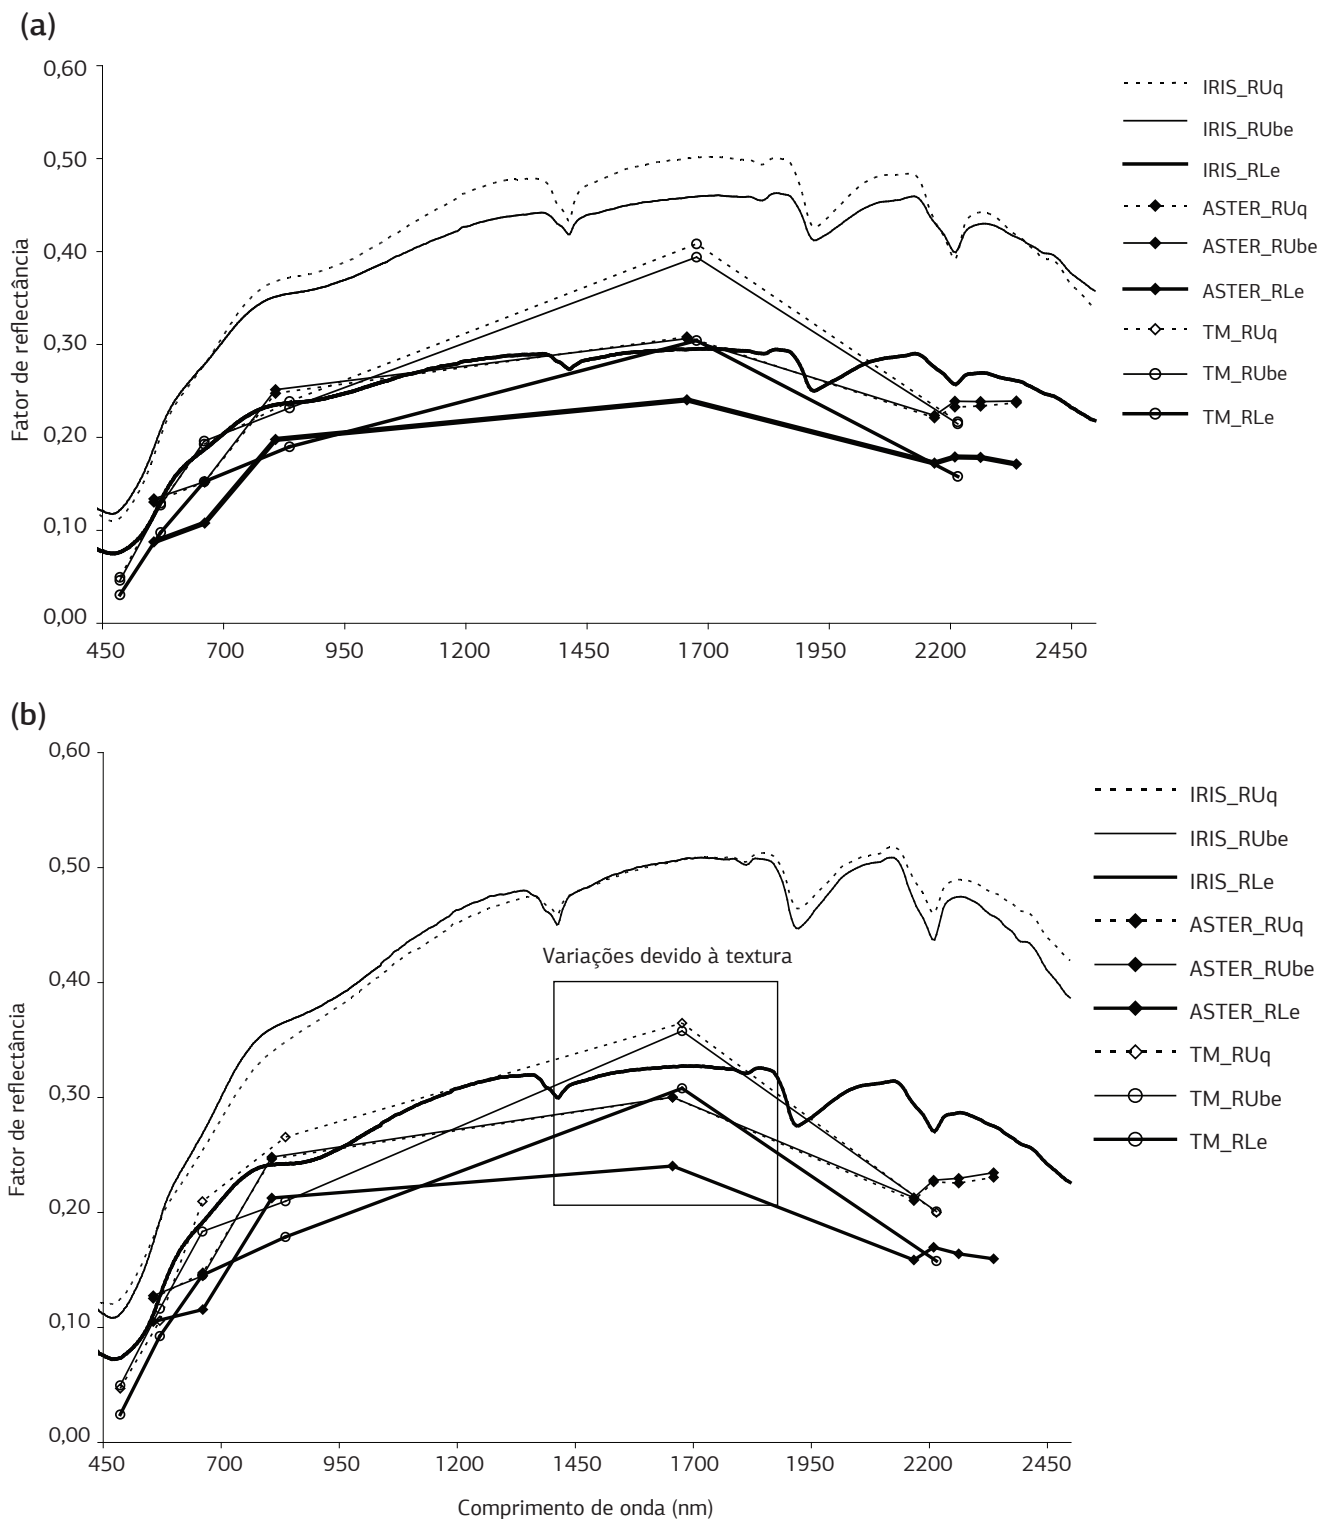 (a)
0,60
0,50
0,40
0,30
0,20
0,10
0,00
Fator de reflectância
450 700 950 1200 1450 1700 1950 2200 2450
IRIS_RUq
IRIS_RUbe
IRIS_RLe
ASTER_RUq
ASTER_RUbe
ASTER_RLe
TM_RUq
TM_RUbe
TM_RLe
(b)
0,60
0,50
0,40
0,30
0,20
0,10
0,00
Fator de reflectância
Variações devido à textura
450 700 950 1200 1450 1700 1950 2200 2450
Comprimento de onda (nm)
IRIS_RUq
IRIS_RUbe
IRIS_RLe
ASTER_RUq
ASTER_RUbe
ASTER_RLe
TM_RUq
TM_RUbe
TM_RLe